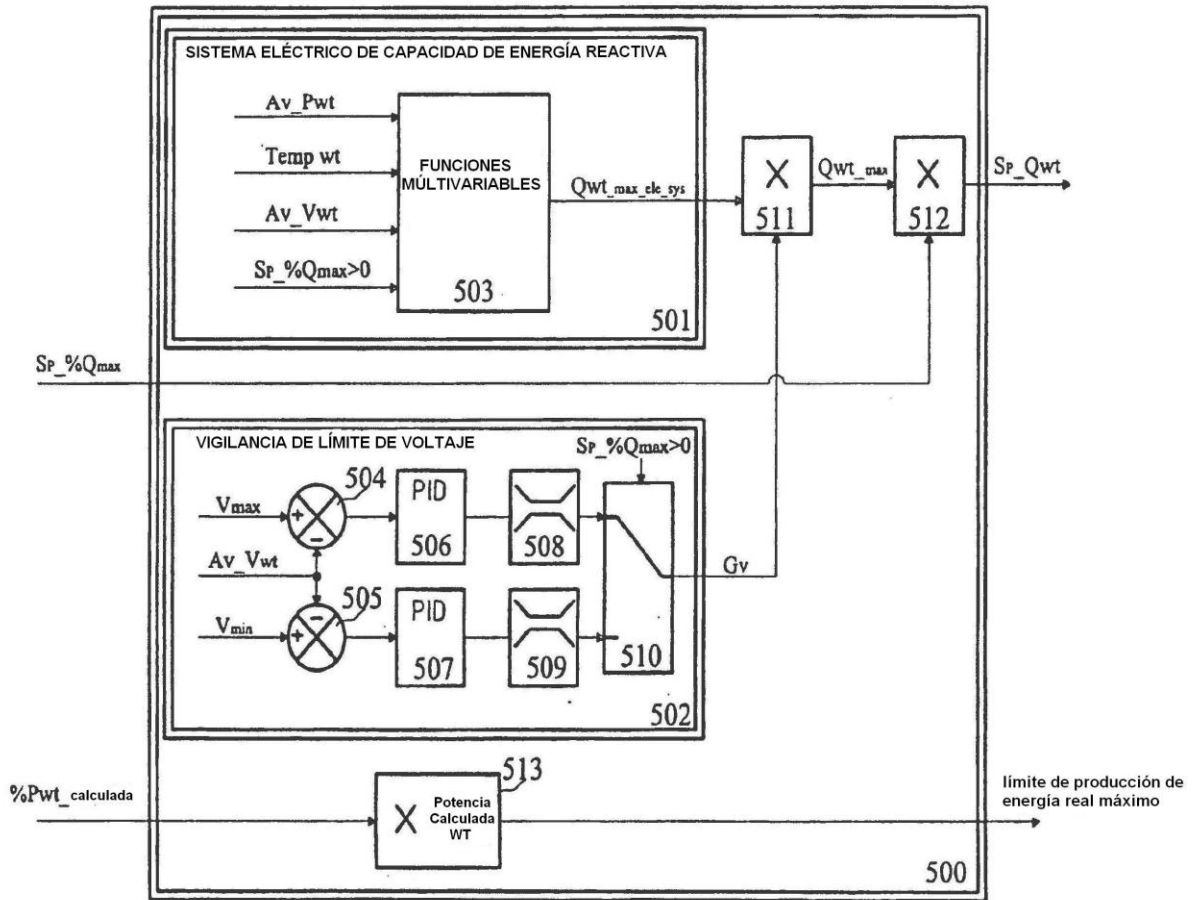 SISTEMA ELÉCTRICO DE CAPACIDAD DE ENERGÍA REACTIVA
Av_Pwt
Temp wt
Av_Vwt
SP_%Qmax>0
FUNCIONES
MÚLTIVARIABLES
503
Qwt_max_ele_sys
501
X
511
Qwt_max
X
512
SP_Qwt
SP_%Qmax
VIGILANCIA DE LÍMITE DE VOLTAJE
SP_%Qmax>0
504
Vmax
+
−
PID
506
508
Av_Vwt
Gv
505
Vmin
+
−
PID
507
509
510
502
%Pwt_calculada
513
X
Potencia
Calculada
WT
límite de producción de
energía real máximo
500